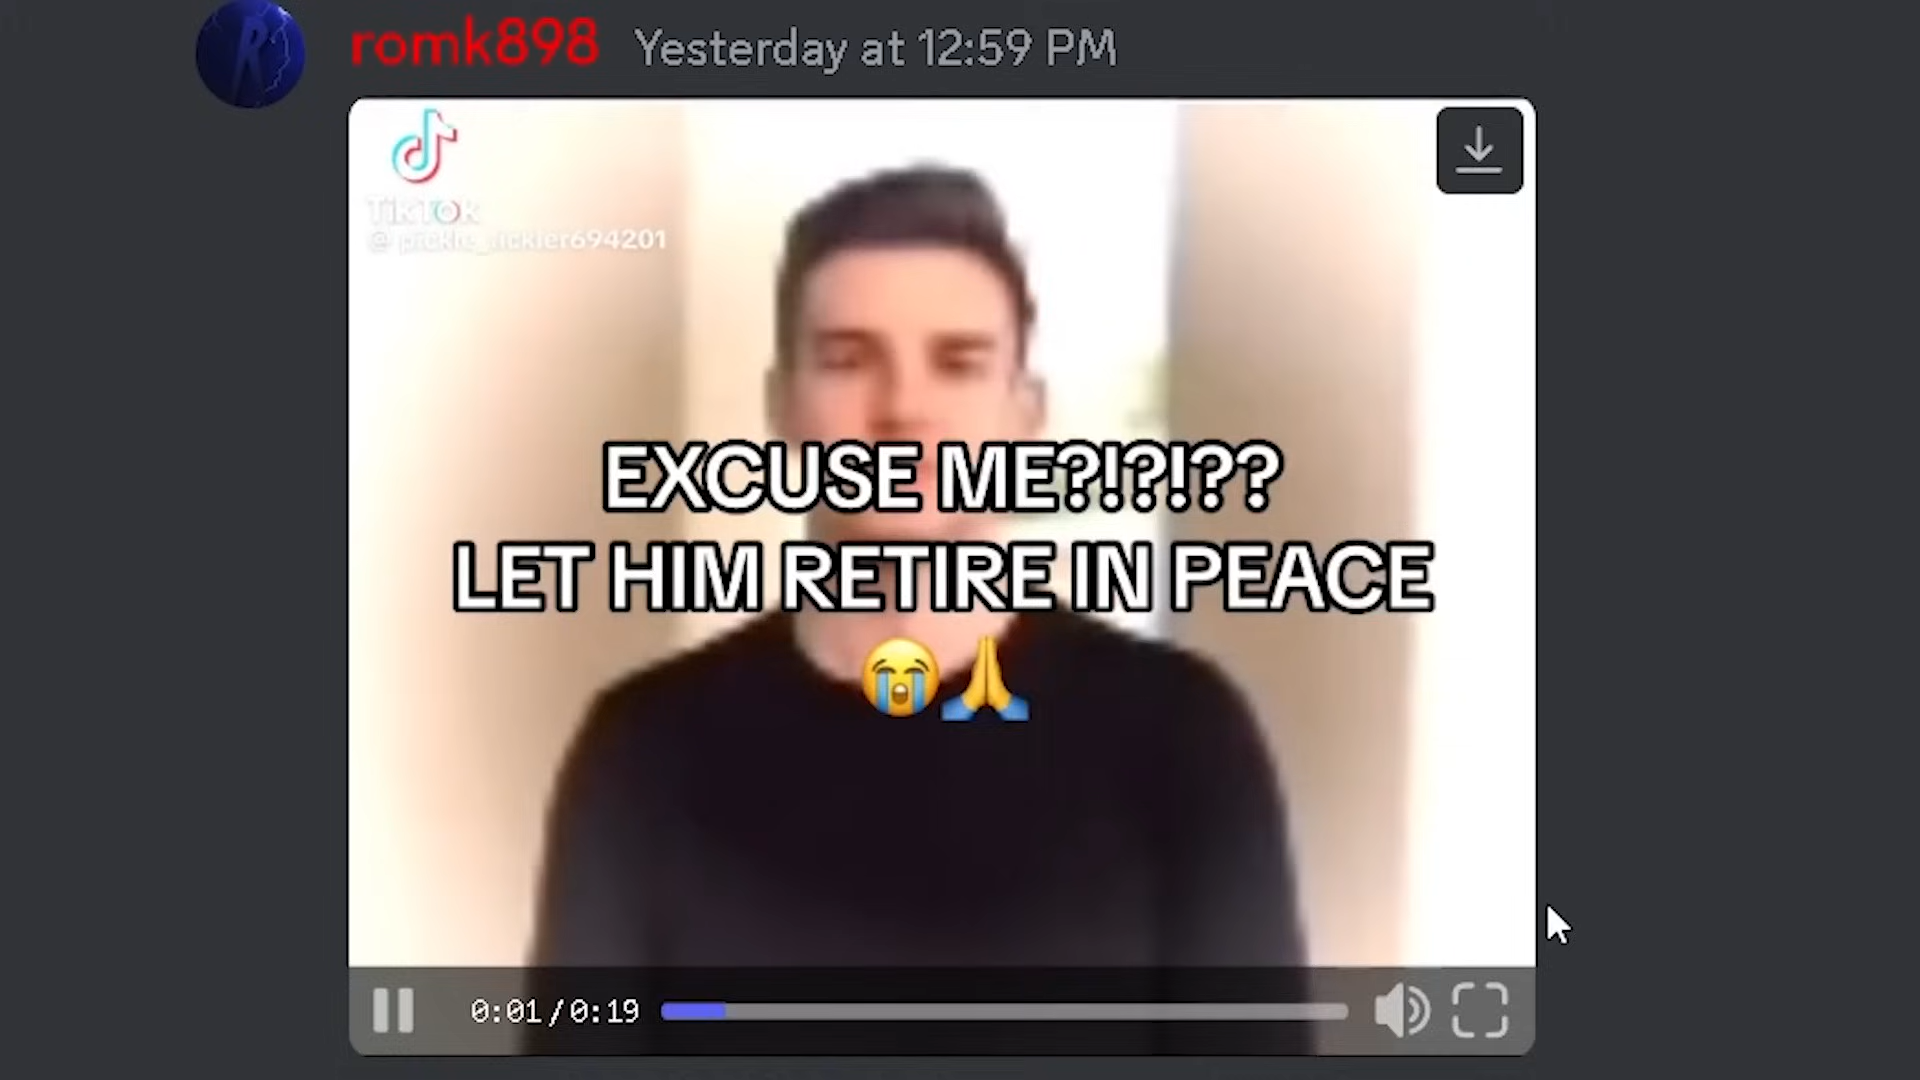 romk898 Yesterday at 12:59 PM
TikTok
EXCUSE ME?!?!??
LET HIM RETIRE IN PEACE
😭🙏
0:01/0:19